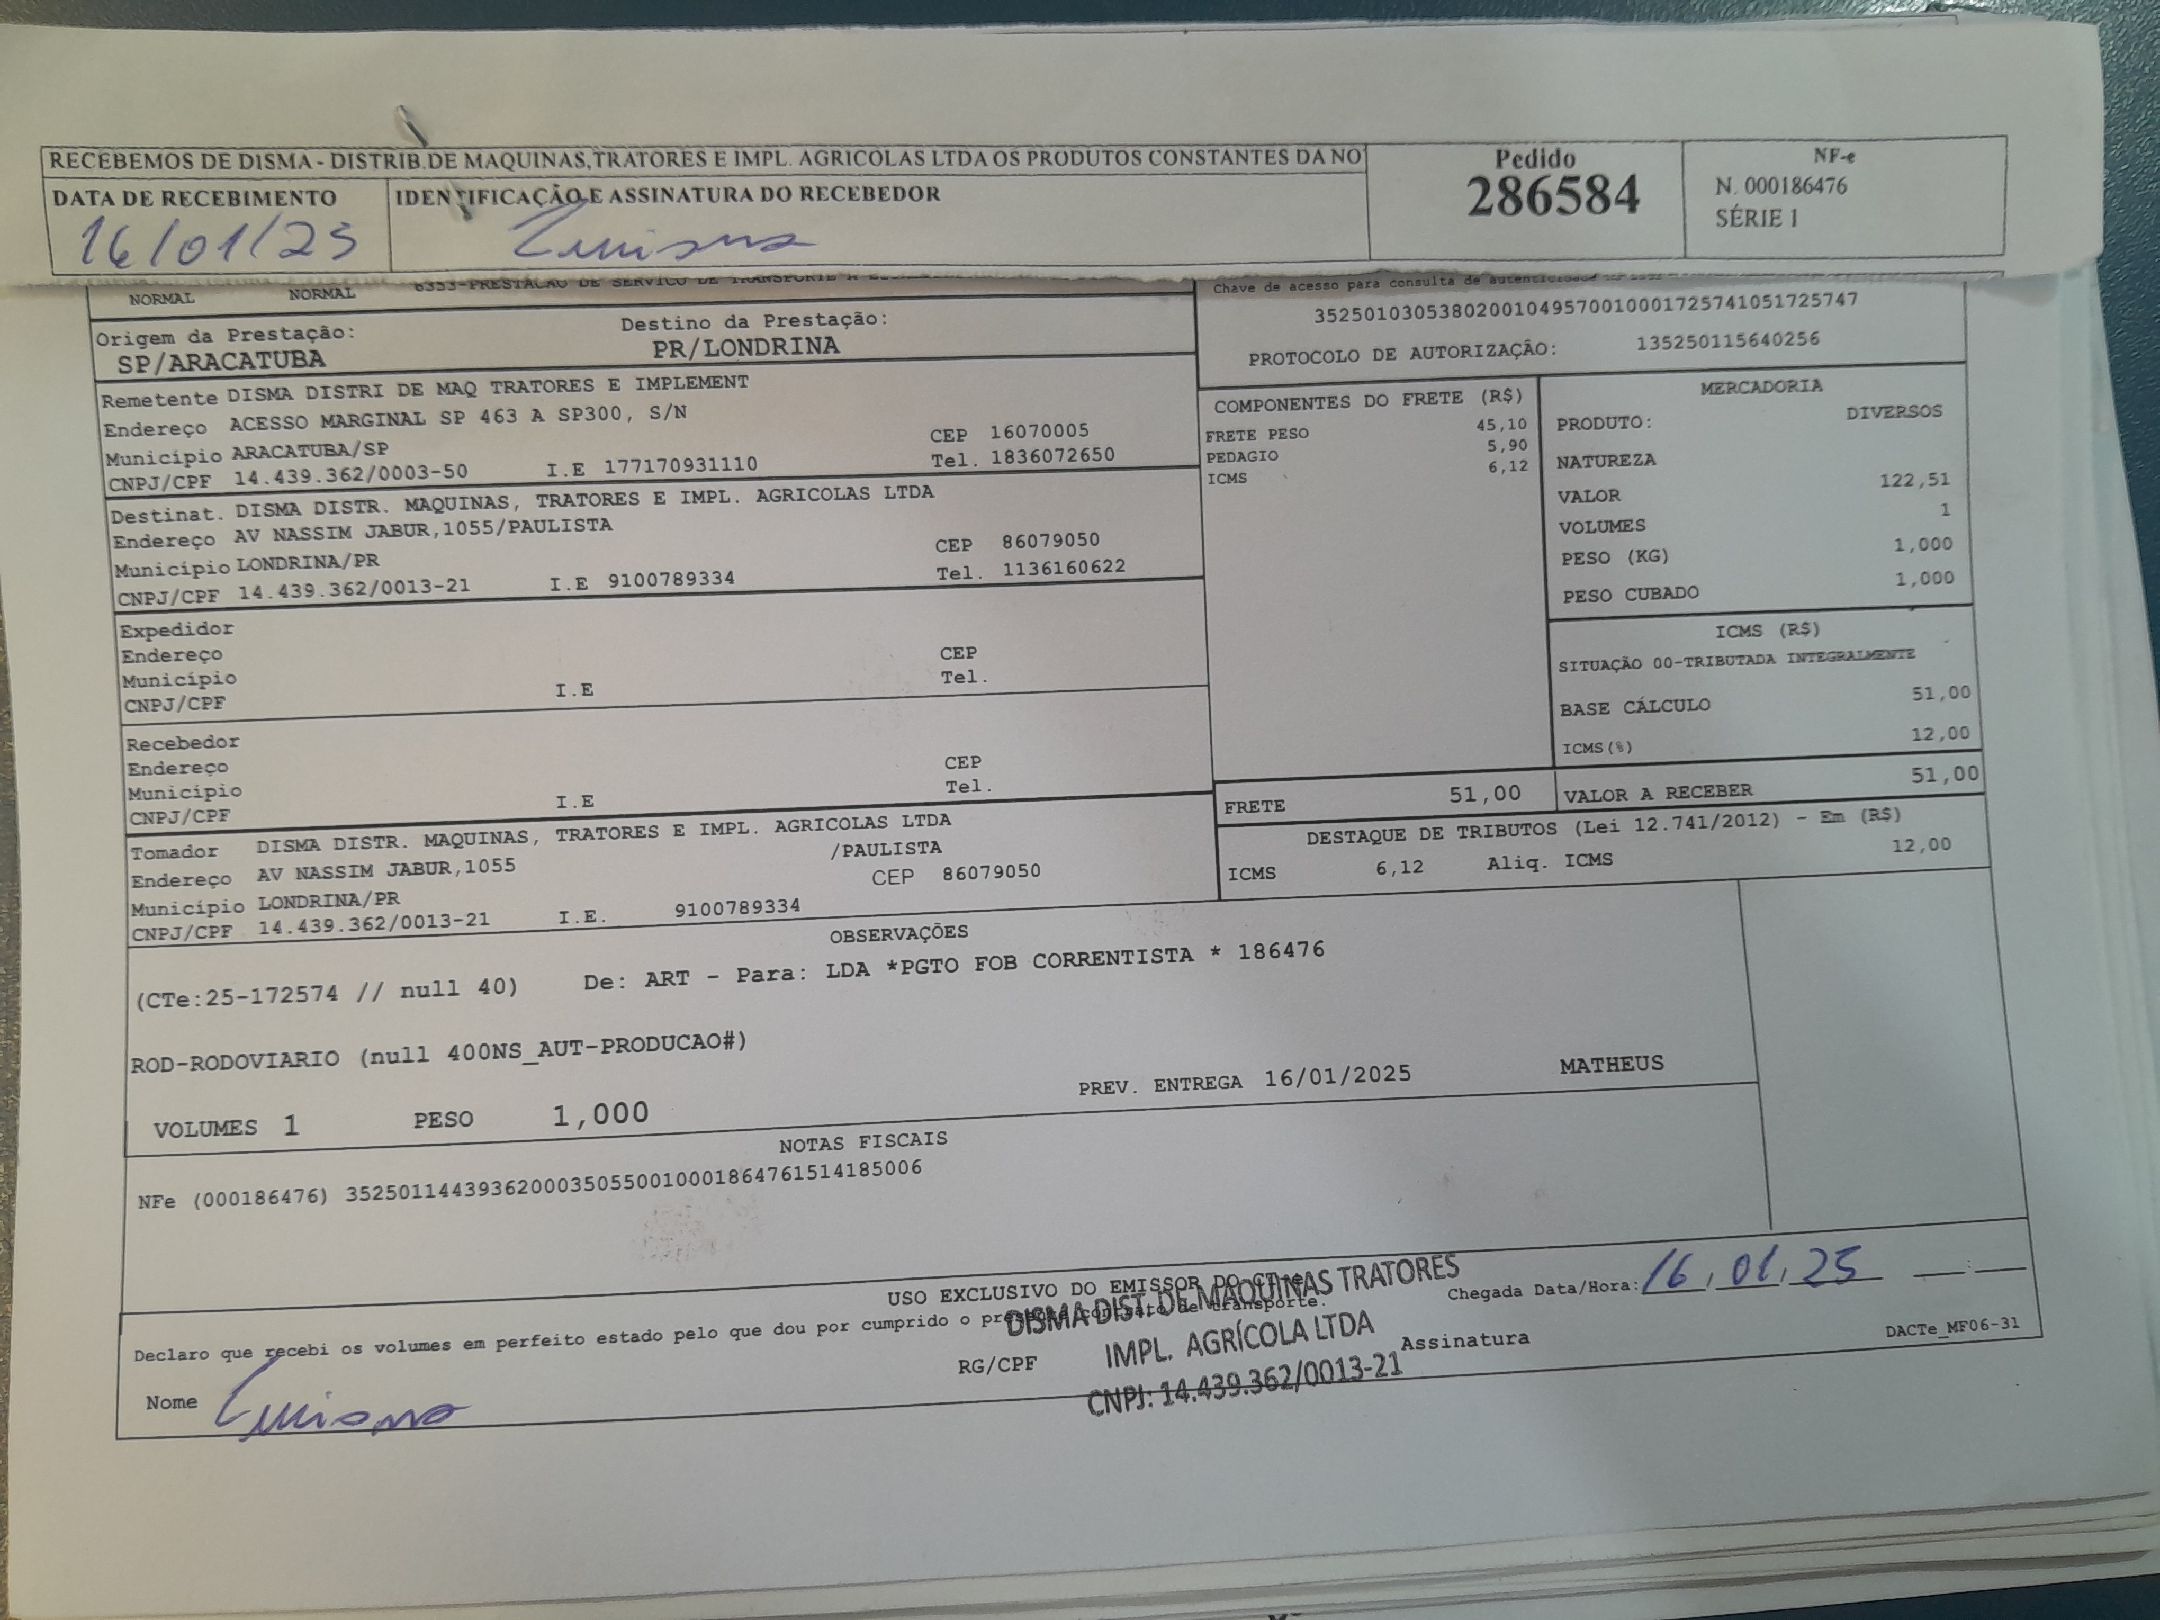 RECEBEMOS DE DISMA - DISTRIB.DE MAQUINAS,TRATORES E IMPL. AGRICOLAS LTDA OS PRODUTOS CONSTANTES DA NO
Pedido
286584
NF-e
N. 000186476
SÉRIE 1
DATA DE RECEBIMENTO
16/01/25
IDENTIFICAÇÃO E ASSINATURA DO RECEBEDOR
NORMAL NORMAL 6353-PRESTACAO DE SERVICO DE TRANSPORTE A
Chave de acesso para consulta de autenticidade
35250103053802001049570010001725741051725747
PROTOCOLO DE AUTORIZAÇÃO: 135250115640256
Origem da Prestação: Destino da Prestação:
SP/ARACATUBA PR/LONDRINA
Remetente DISMA DISTRI DE MAQ TRATORES E IMPLEMENT
Endereço ACESSO MARGINAL SP 463 A SP300, S/N
Município ARACATUBA/SP CEP 16070005
CNPJ/CPF 14.439.362/0003-50 I.E 177170931110 Tel. 1836072650
Destinat. DISMA DISTR. MAQUINAS, TRATORES E IMPL. AGRICOLAS LTDA
Endereço AV NASSIM JABUR,1055/PAULISTA
Município LONDRINA/PR CEP 86079050
CNPJ/CPF 14.439.362/0013-21 I.E 9100789334 Tel. 1136160622
Expedidor
Endereço
Município CEP
CNPJ/CPF I.E Tel.
Recebedor
Endereço
Município CEP
CNPJ/CPF I.E Tel.
Tomador DISMA DISTR. MAQUINAS, TRATORES E IMPL. AGRICOLAS LTDA
Endereço AV NASSIM JABUR,1055 /PAULISTA
Município LONDRINA/PR CEP 86079050
CNPJ/CPF 14.439.362/0013-21 I.E. 9100789334
COMPONENTES DO FRETE (R$)
FRETE PESO 45,10
PEDAGIO 5,90
ICMS 6,12
MERCADORIA
PRODUTO: DIVERSOS
NATUREZA
VALOR 122,51
VOLUMES 1
PESO (KG) 1,000
PESO CUBADO 1,000
ICMS (R$)
SITUAÇÃO 00-TRIBUTADA INTEGRALMENTE
BASE CÁLCULO 51,00
ICMS(%) 12,00
FRETE 51,00 VALOR A RECEBER 51,00
DESTAQUE DE TRIBUTOS (Lei 12.741/2012) - Em (R$)
ICMS 6,12 Aliq. ICMS 12,00
OBSERVAÇÕES
(CTe:25-172574 // null 40) De: ART - Para: LDA *PGTO FOB CORRENTISTA * 186476
ROD-RODOVIARIO (null 400NS_AUT-PRODUCAO#)
PREV. ENTREGA 16/01/2025 MATHEUS
VOLUMES 1 PESO 1,000
NOTAS FISCAIS
NFe (000186476) 35250114439362000350550010001864761514185006
USO EXCLUSIVO DO EMISSOR DO CT-e
Declaro que recebi os volumes em perfeito estado pelo que dou por cumprido o presente contrato de transporte.
Chegada Data/Hora: 16,01,25
DISMA DIST. DE MAQUINAS TRATORES
IMPL. AGRÍCOLA LTDA
CNPJ: 14.439.362/0013-21
Nome RG/CPF Assinatura
DACTe_MF06-31